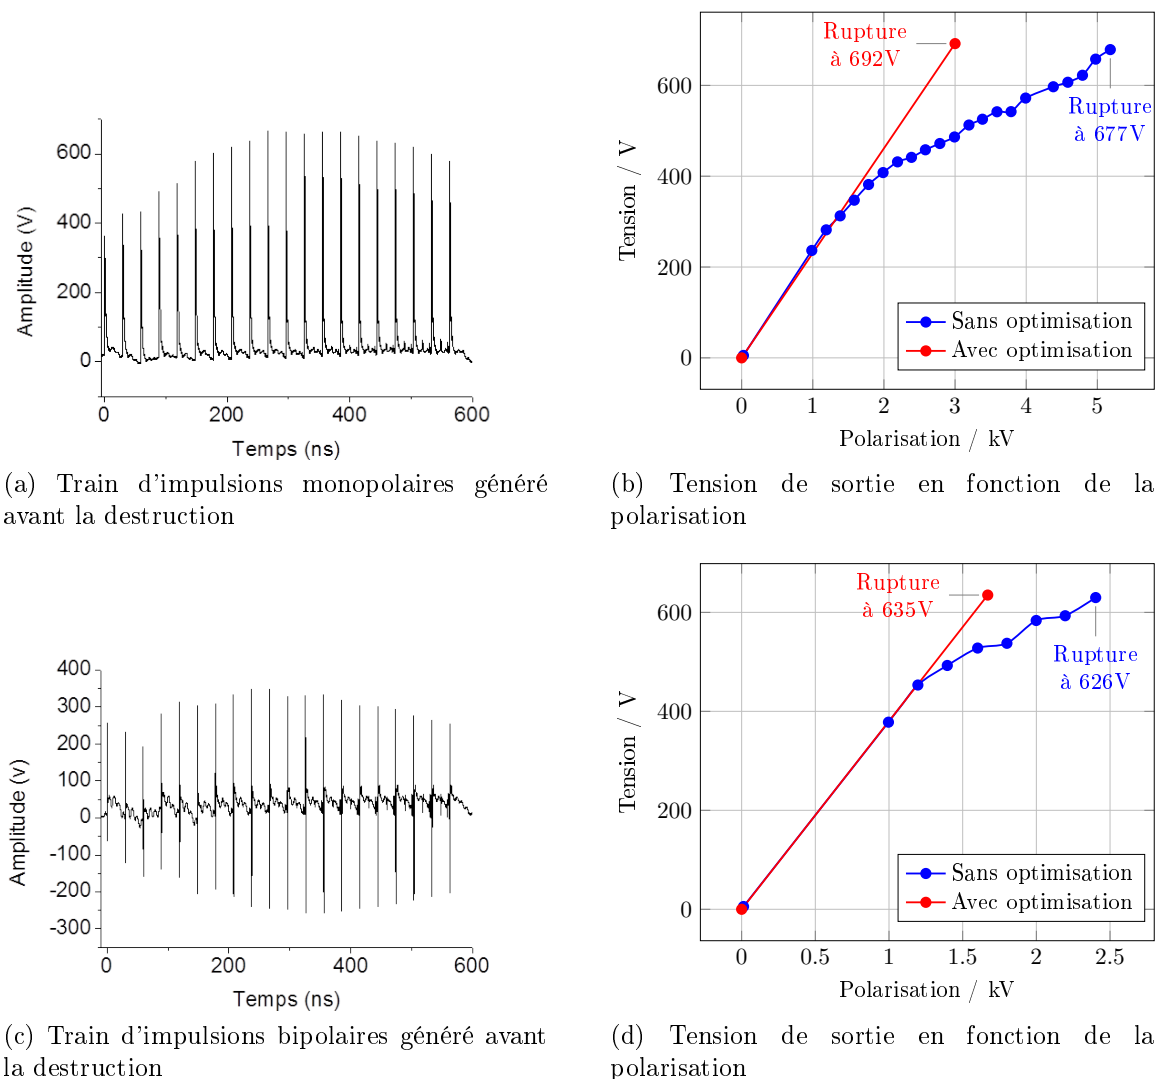 Amplitude (V)
600
400
200
0
0
200
400
600
Temps (ns)
(a) Train d'impulsions monopolaires généré
avant la destruction
Tension / V
600
400
200
0
Rupture
à 692V
Rupture
à 677V
Sans optimisation
Avec optimisation
0
1
2
3
4
5
Polarisation / kV
(b) Tension de sortie en fonction de la
polarisation
Amplitude (v)
400
300
200
100
0
-100
-200
-300
0
200
400
600
Temps (ns)
(c) Train d'impulsions bipolaires généré avant
la destruction
Tension / V
600
400
200
0
Rupture
à 635V
Rupture
à 626V
Sans optimisation
Avec optimisation
0
0.5
1
1.5
2
2.5
Polarisation / kV
(d) Tension de sortie en fonction de la
polarisation